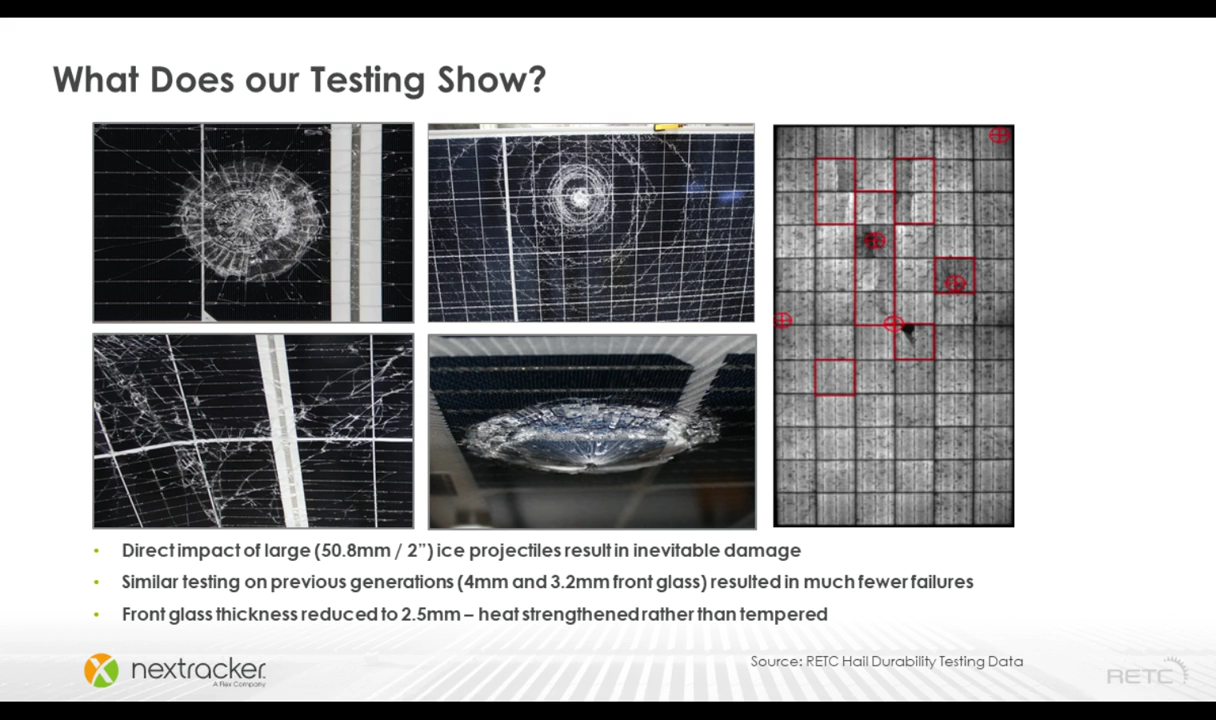 What Does our Testing Show?
• Direct impact of large (50.8mm / 2”) ice projectiles result in inevitable damage
• Similar testing on previous generations (4mm and 3.2mm front glass) resulted in much fewer failures
• Front glass thickness reduced to 2.5mm – heat strengthened rather than tempered
nextracker.
A Flex Company
Source: RETC Hail Durability Testing Data
RETC